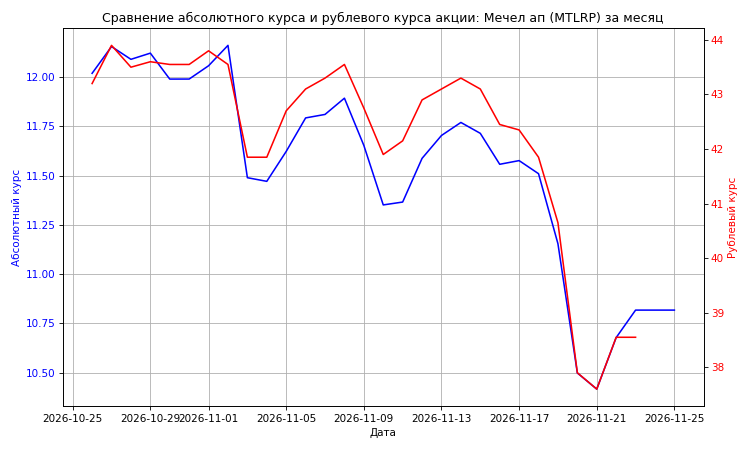 Сравнение абсолютного курса и рублевого курса акции: Мечел ап (MTLRP) за месяц
Абсолютный курс
12.00
11.75
11.50
11.25
11.00
10.75
10.50
44
43
42
41
40
39
38
Рублевый курс
2026-10-25 2026-10-29 2026-11-01 2026-11-05 2026-11-09 2026-11-13 2026-11-17 2026-11-21 2026-11-25
Дата